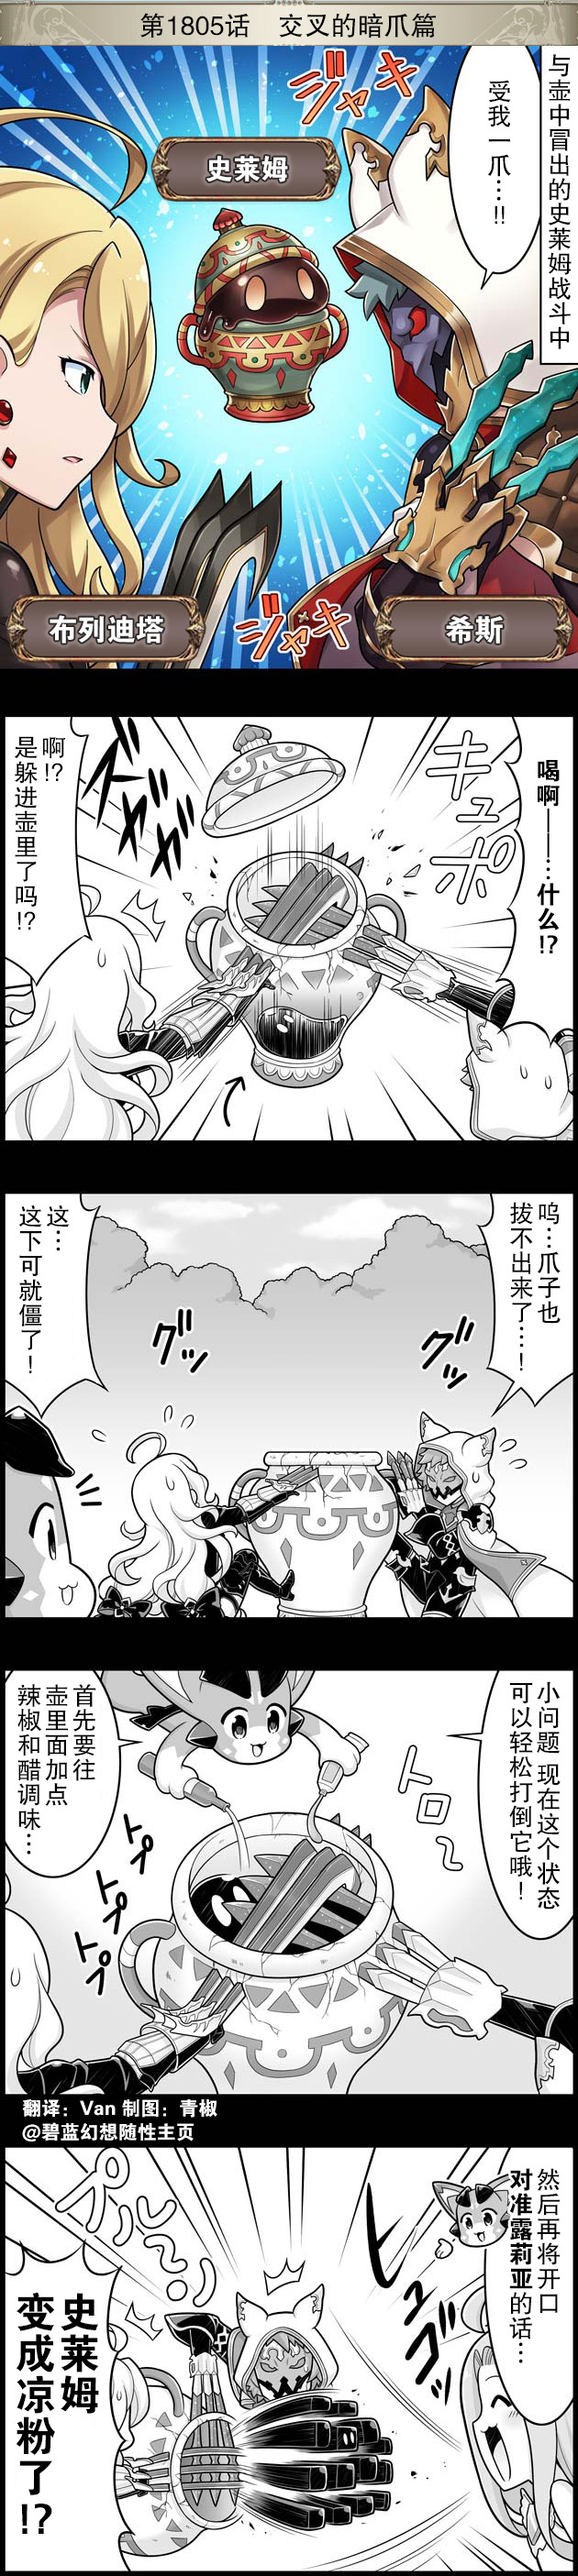 第1805话　交叉的暗爪篇
与壶中冒出的史莱姆战斗中
受我一爪…!!
ジャキ
史莱姆
ジャキ
布列迪塔
希斯
喝啊——…什么!?
キュポ
ズガガ
啊!?
是躲进壶里了吗!?
呜…爪子也
拔不出来了…!
グッ
グッ
这…
这下可就僵了!
小问题 现在这个状态
可以轻松打倒它哦!
トロ〜
首先要往
壶里面加点
辣椒和醋调味…
トポ
トポ
翻译：Van 制图：青椒
@碧蓝幻想随性主页
然后再将开口
对准露莉亚的话…
ビュゴッ
プルン
史莱姆
变成凉粉了!?